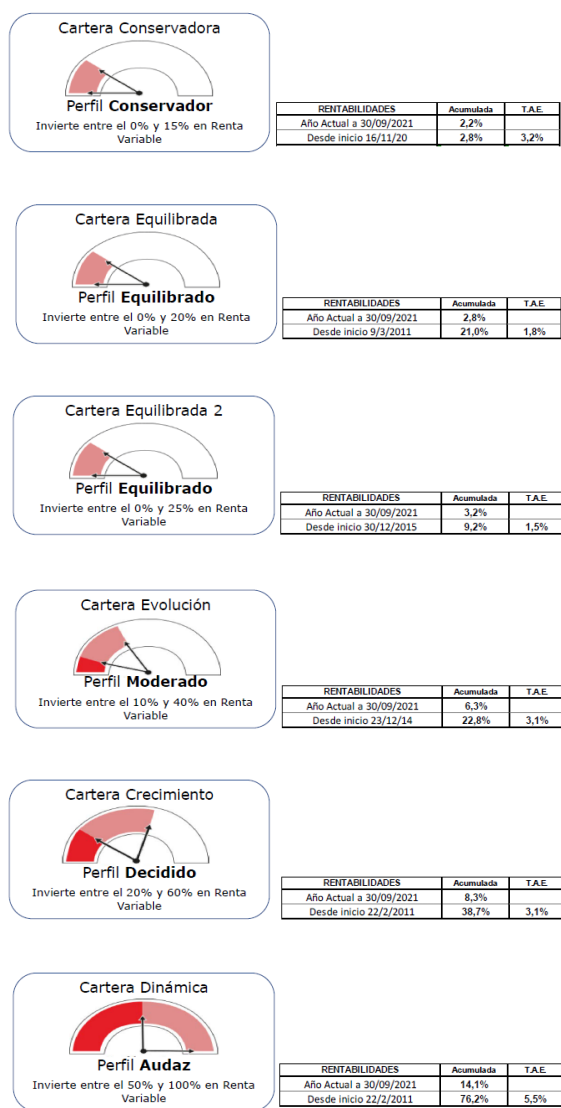 Cartera Conservadora
Perfil Conservador
Invierte entre el 0% y 15% en Renta
Variable
RENTABILIDADES Acumulada T.A.E.
Año Actual a 30/09/2021 2,2%
Desde inicio 16/11/20 2,8% 3,2%
Cartera Equilibrada
Perfil Equilibrado
Invierte entre el 0% y 20% en Renta
Variable
RENTABILIDADES Acumulada T.A.E.
Año Actual a 30/09/2021 2,8%
Desde inicio 9/3/2011 21,0% 1,8%
Cartera Equilibrada 2
Perfil Equilibrado
Invierte entre el 0% y 25% en Renta
Variable
RENTABILIDADES Acumulada T.A.E.
Año Actual a 30/09/2021 3,2%
Desde inicio 30/12/2015 9,2% 1,5%
Cartera Evolución
Perfil Moderado
Invierte entre el 10% y 40% en Renta
Variable
RENTABILIDADES Acumulada T.A.E.
Año Actual a 30/09/2021 6,3%
Desde inicio 23/12/14 22,8% 3,1%
Cartera Crecimiento
Perfil Decidido
Invierte entre el 20% y 60% en Renta
Variable
RENTABILIDADES Acumulada T.A.E.
Año Actual a 30/09/2021 8,3%
Desde inicio 22/2/2011 38,7% 3,1%
Cartera Dinámica
Perfil Audaz
Invierte entre el 50% y 100% en Renta
Variable
RENTABILIDADES Acumulada T.A.E.
Año Actual a 30/09/2021 14,1%
Desde inicio 22/2/2011 76,2% 5,5%